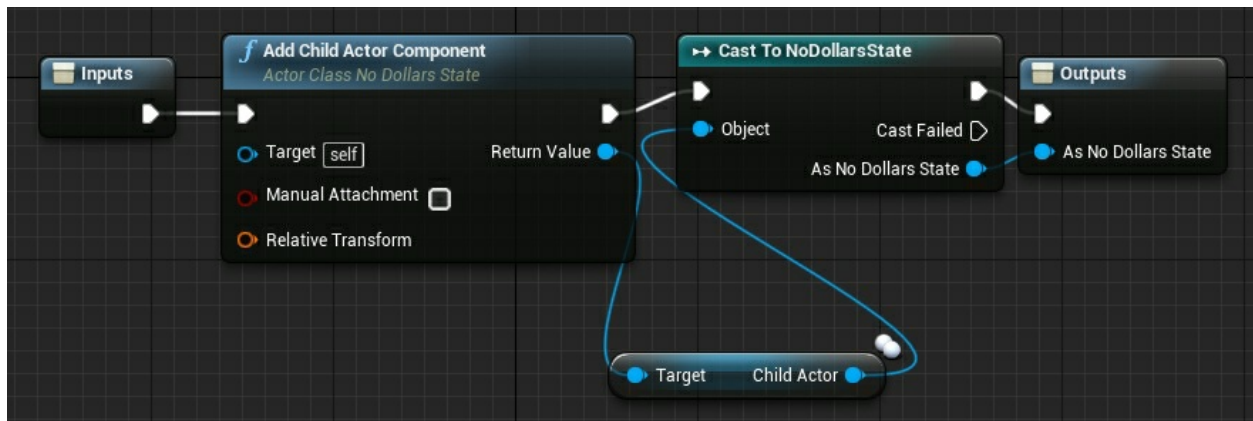 Inputs
f Add Child Actor Component
Actor Class No Dollars State
Target self
Return Value
Manual Attachment
Relative Transform
Cast To NoDollarsState
Object
Cast Failed
As No Dollars State
Outputs
As No Dollars State
Target
Child Actor